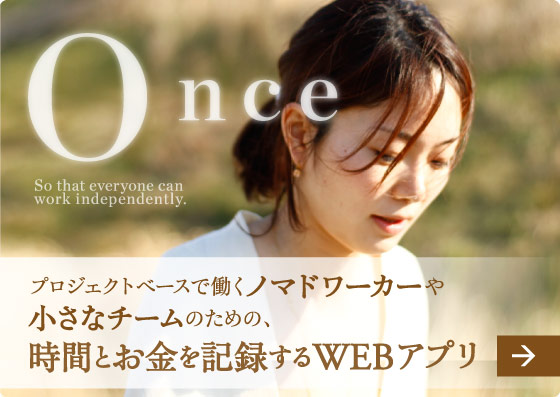 Once
So that everyone can
work independently.
プロジェクトベースで働くノマドワーカーや
小さなチームのための、
時間とお金を記録するWEBアプリ